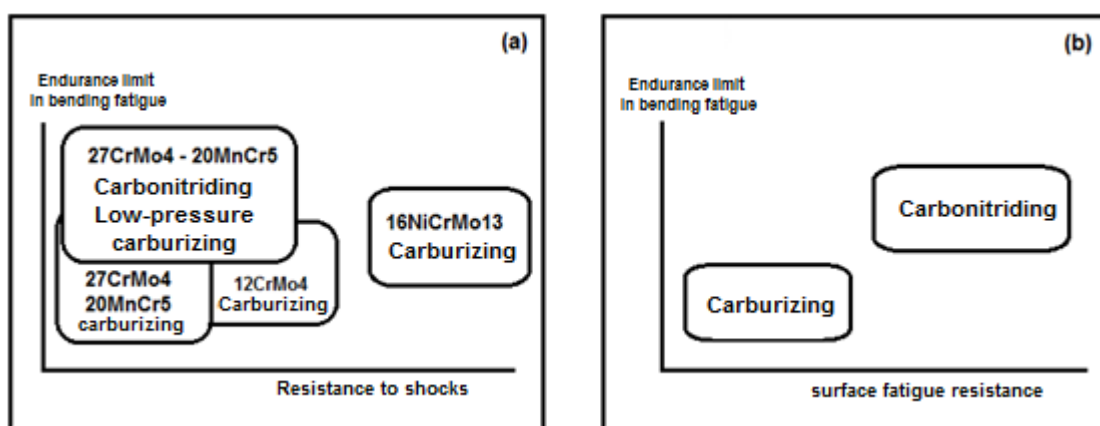 (a)
Endurance limit
in bending fatigue
27CrMo4 - 20MnCr5
Carbonitriding
Low-pressure
carburizing
16NiCrMo13
Carburizing
27CrMo4
20MnCr5
carburizing
12CrMo4
Carburizing
Resistance to shocks
(b)
Endurance limit
in bending fatigue
Carbonitriding
Carburizing
surface fatigue resistance